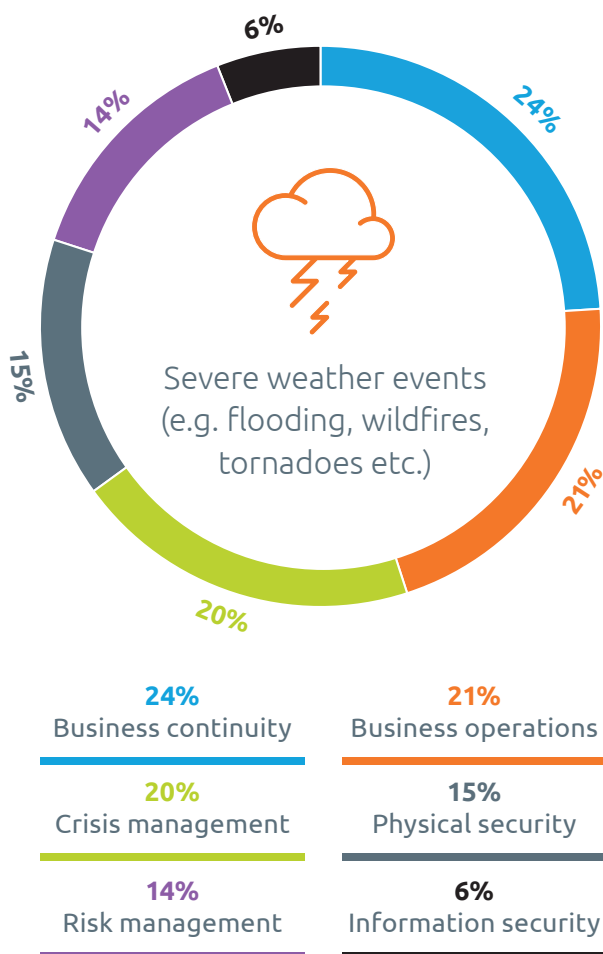 6%
24%
14%
15%
Severe weather events
(e.g. flooding, wildfires,
tornadoes etc.)
21%
20%
24%
Business continuity
21%
Business operations
20%
Crisis management
15%
Physical security
14%
Risk management
6%
Information security